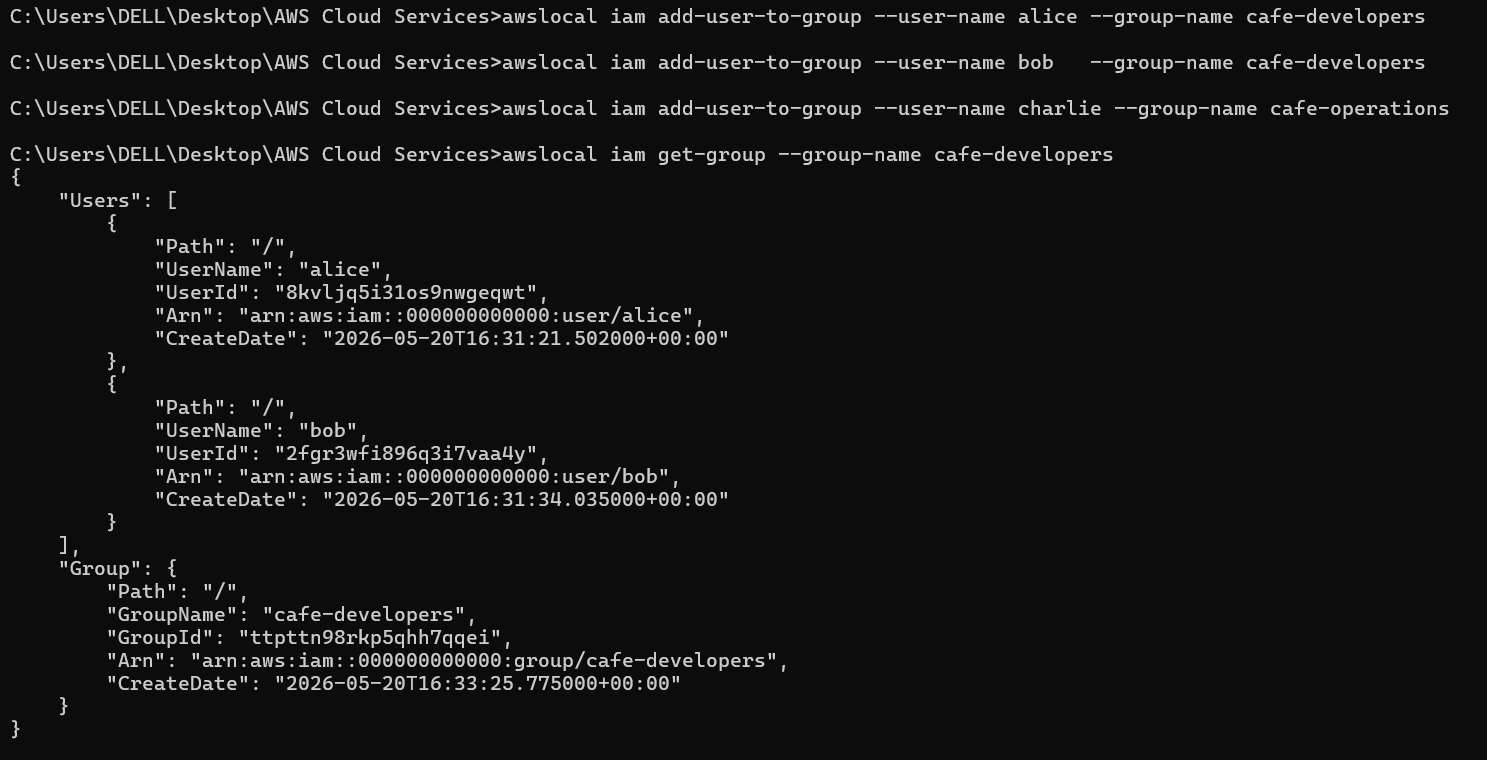 C:\Users\DELL\Desktop\AWS Cloud Services>awslocal iam add-user-to-group --user-name alice --group-name cafe-developers
C:\Users\DELL\Desktop\AWS Cloud Services>awslocal iam add-user-to-group --user-name bob   --group-name cafe-developers
C:\Users\DELL\Desktop\AWS Cloud Services>awslocal iam add-user-to-group --user-name charlie --group-name cafe-operations
C:\Users\DELL\Desktop\AWS Cloud Services>awslocal iam get-group --group-name cafe-developers
{
    "Users": [
        {
            "Path": "/",
            "UserName": "alice",
            "UserId": "8kvljq5i31os9nwgeqwt",
            "Arn": "arn:aws:iam::000000000000:user/alice",
            "CreateDate": "2026-05-20T16:31:21.502000+00:00"
        },
        {
            "Path": "/",
            "UserName": "bob",
            "UserId": "2fgr3wfi896q3i7vaa4y",
            "Arn": "arn:aws:iam::000000000000:user/bob",
            "CreateDate": "2026-05-20T16:31:34.035000+00:00"
        }
    ],
    "Group": {
        "Path": "/",
        "GroupName": "cafe-developers",
        "GroupId": "ttpttn98rkp5qhh7qqei",
        "Arn": "arn:aws:iam::000000000000:group/cafe-developers",
        "CreateDate": "2026-05-20T16:33:25.775000+00:00"
    }
}